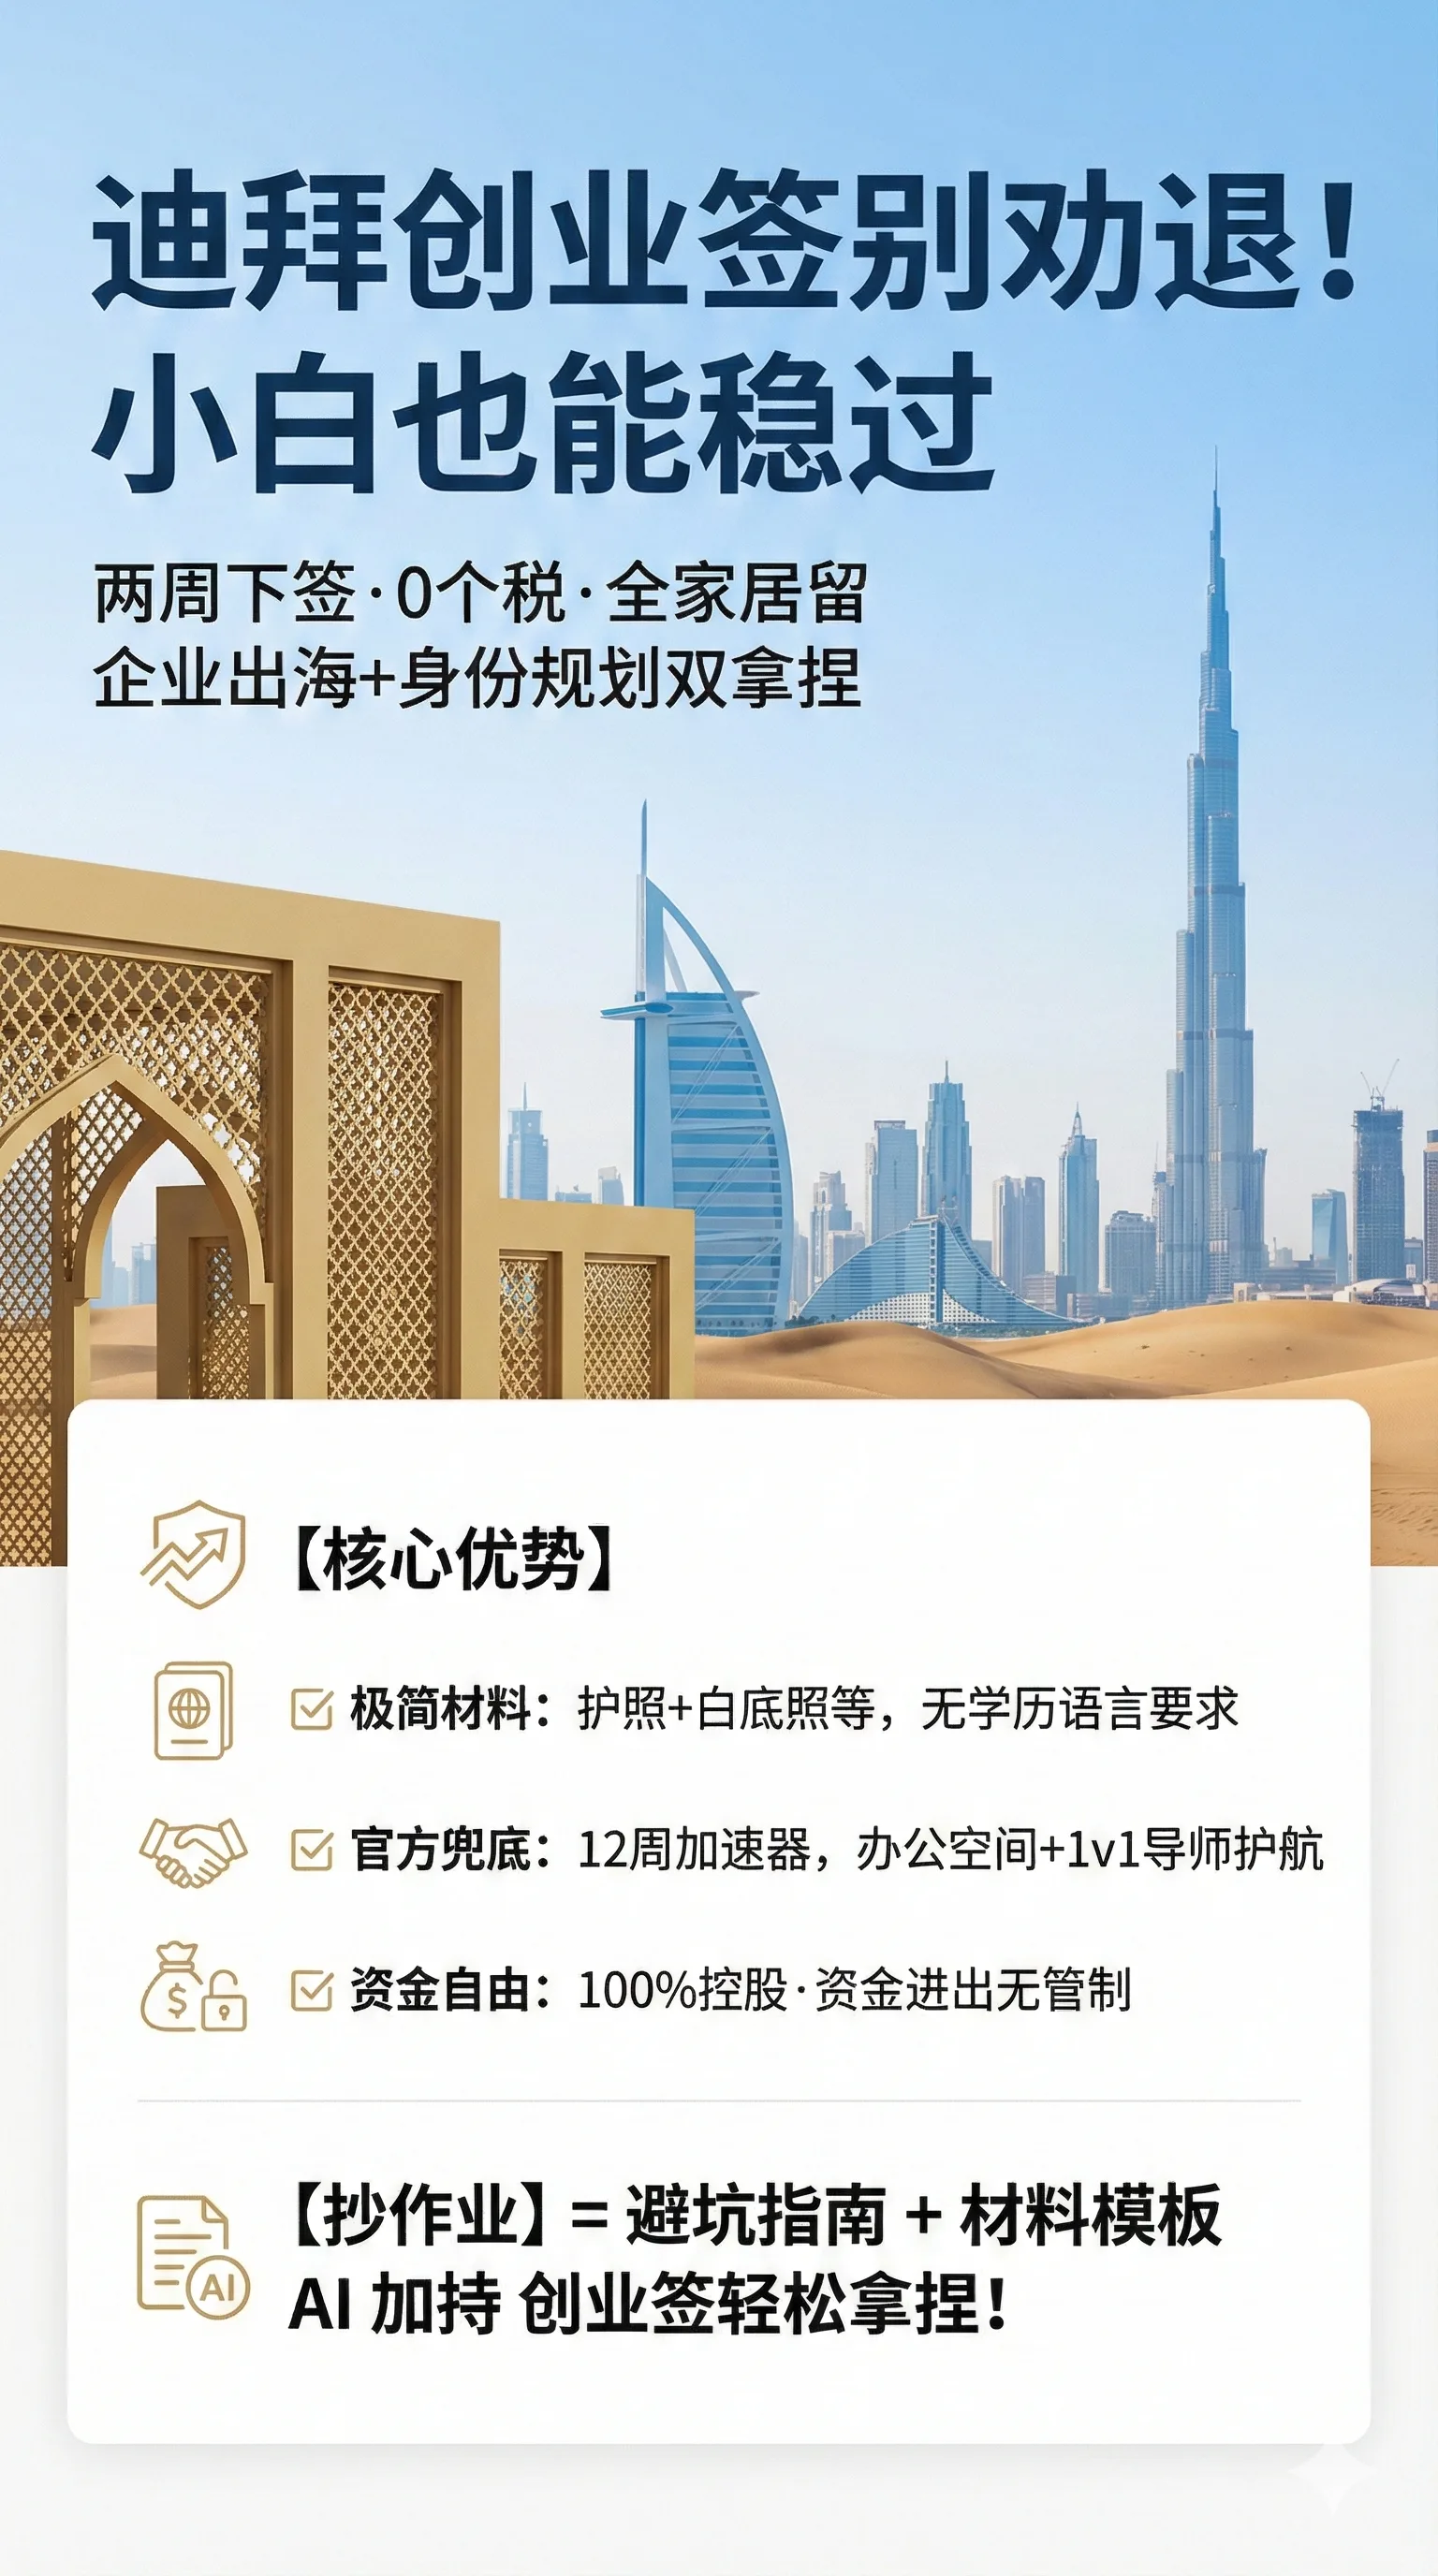 迪拜创业签别劝退！
小白也能稳过
两周下签·0个税·全家居留
企业出海+身份规划双拿捏
【核心优势】
极简材料：护照+白底照等，无学历语言要求
官方兜底：12周加速器，办公空间+1v1导师护航
$
资金自由：100%控股·资金进出无管制
【抄作业】= 避坑指南 + 材料模板
AI
AI 加持 创业签轻松拿捏！